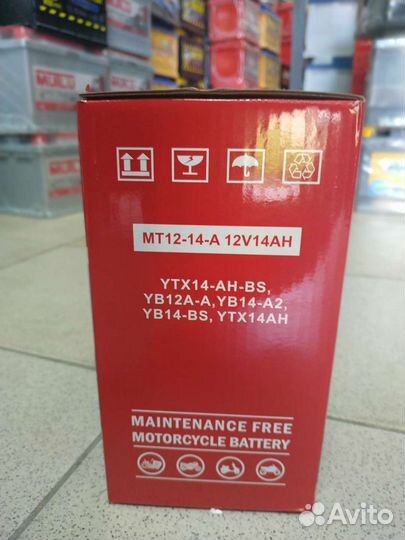 MT12-14-A 12V14AH
YTX14-AH-BS,
YB12A-A,YB14-A2,
YB14-BS, YTX14AH
MAINTENANCE FREE
MOTORCYCLE BATTERY
Avito